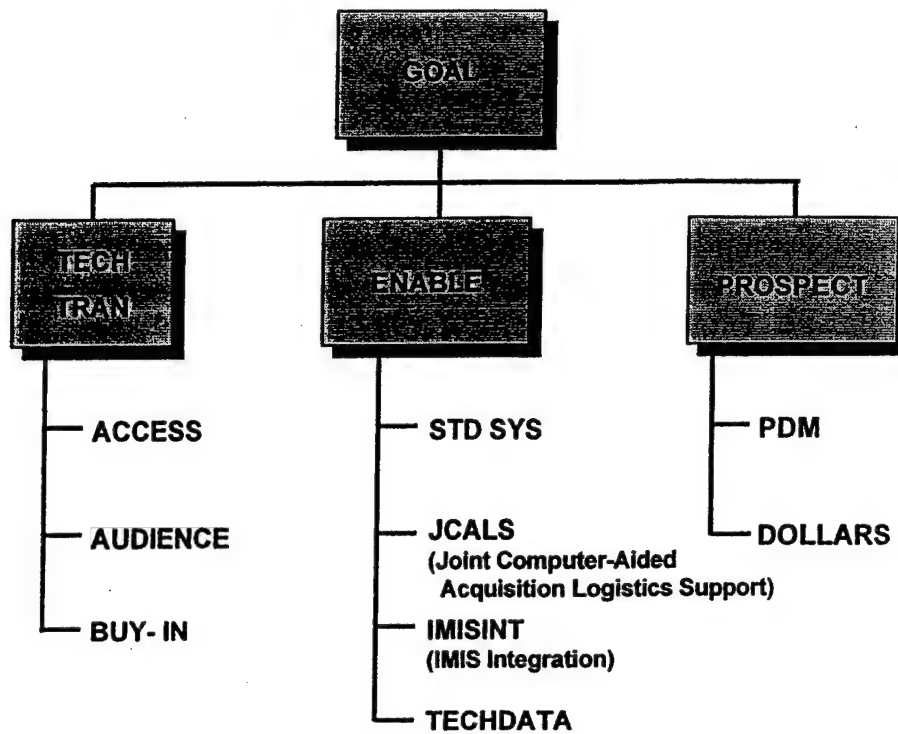 GOAL
TECH
TRAN
ENABLE
PROSPECT
ACCESS
AUDIENCE
BUY- IN
STD SYS
JCALS
(Joint Computer-Aided
Acquisition Logistics Support)
IMISINT
(IMIS Integration)
TECHDATA
PDM
DOLLARS